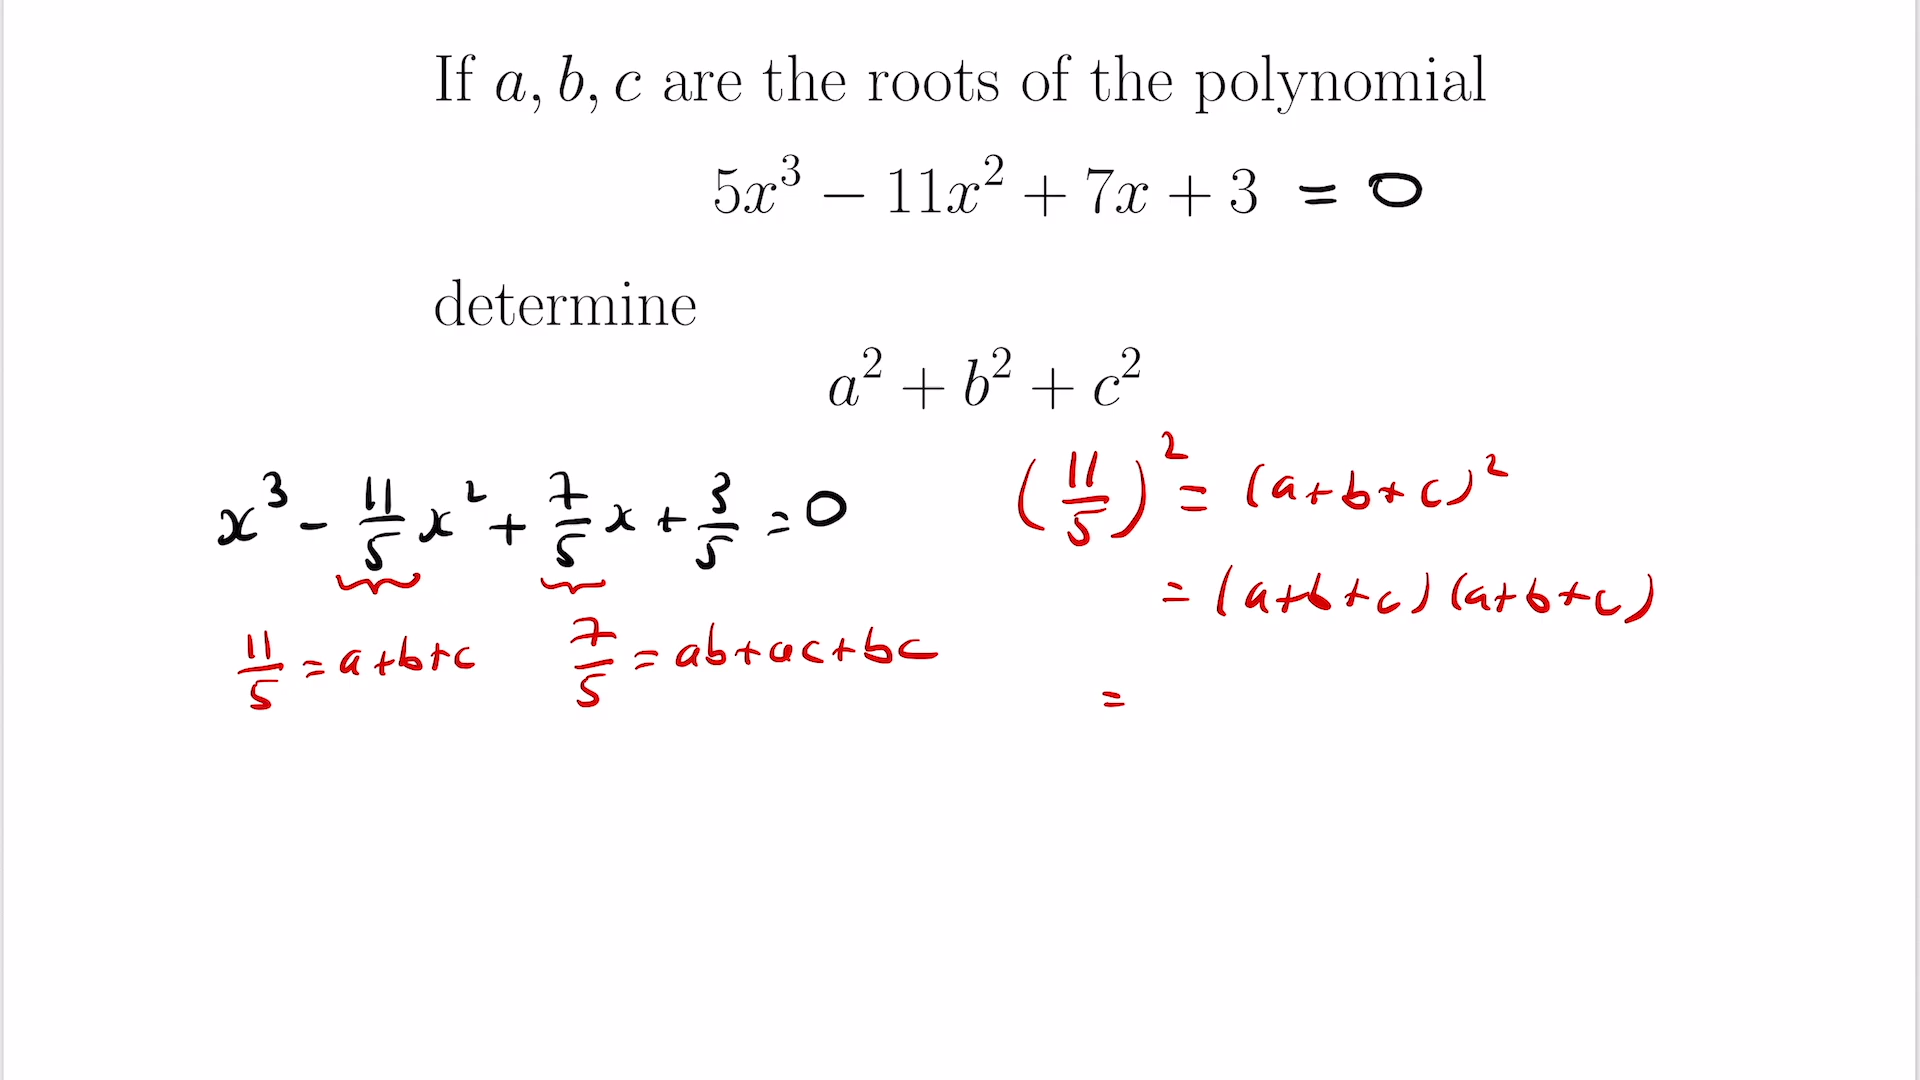 If a, b, c are the roots of the polynomial
5x³ − 11x² + 7x + 3 = 0
determine
a² + b² + c²
x³ - 11/5 x² + 7/5 x + 3/5 = 0
11/5 = a+b+c
7/5 = ab+ac+bc
(11/5)² = (a+b+c)²
= (a+b+c)(a+b+c)
=